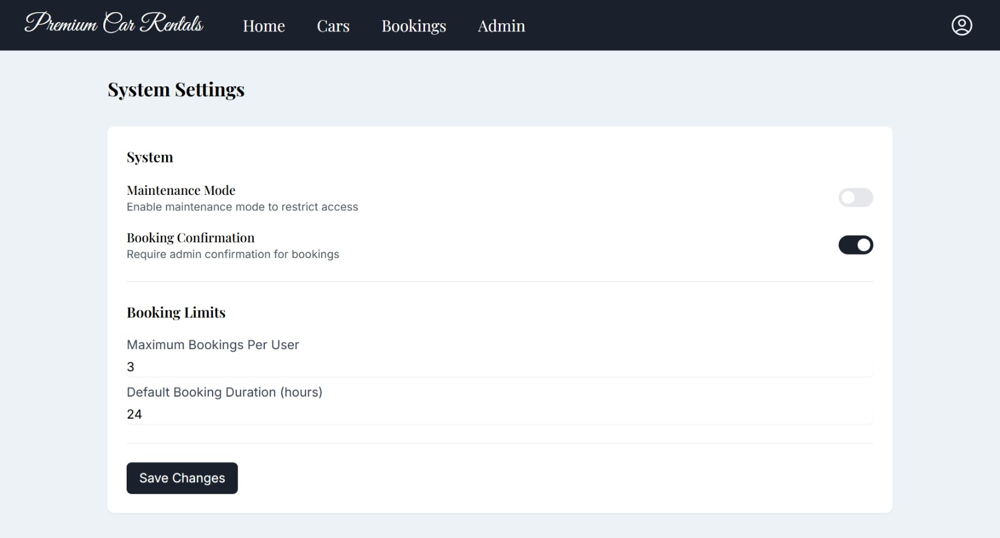 Premium Car Rentals Home Cars Bookings Admin
System Settings
System
Maintenance Mode
Enable maintenance mode to restrict access
Booking Confirmation
Require admin confirmation for bookings
Booking Limits
Maximum Bookings Per User
3
Default Booking Duration (hours)
24
Save Changes